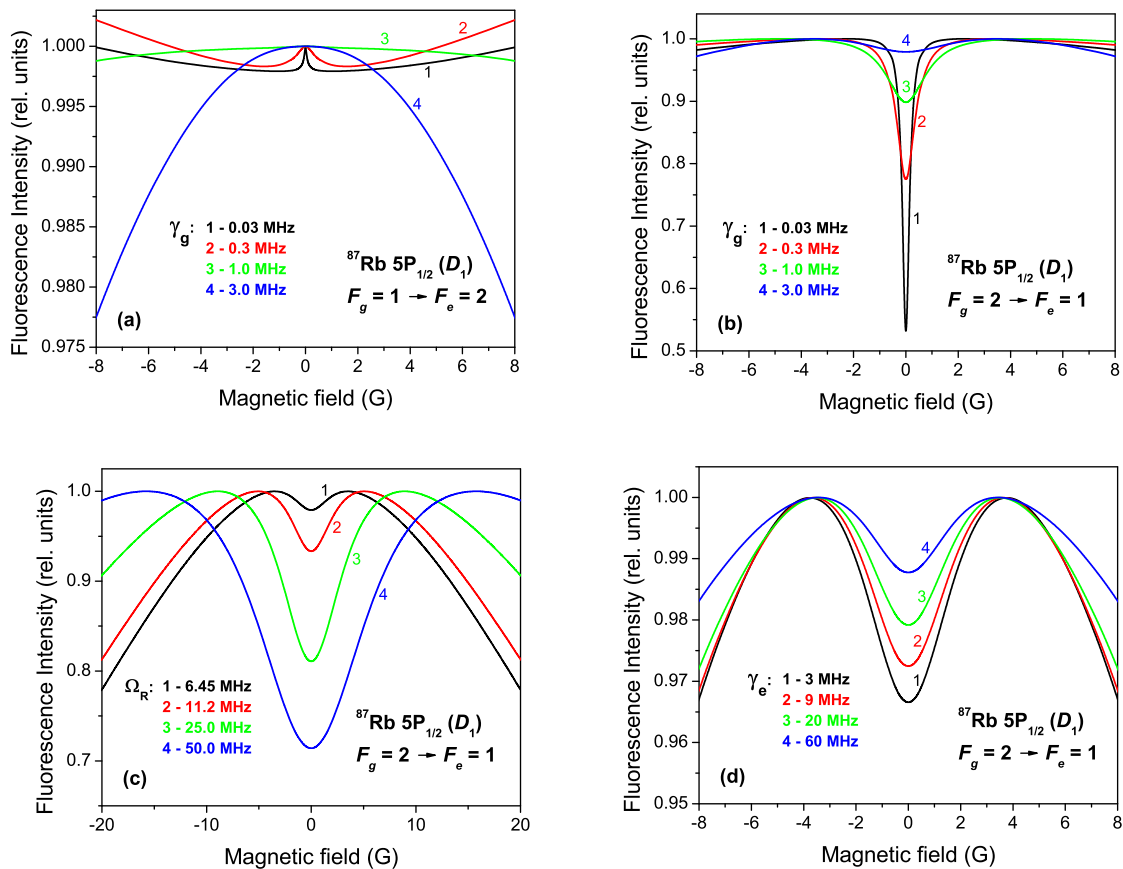 Fluorescence Intensity (rel. units)
1.000
0.995
0.990
0.985
0.980
0.975
2
3
1
4
γg: 1 - 0.03 MHz
2 - 0.3 MHz
3 - 1.0 MHz
4 - 3.0 MHz
87Rb 5P1/2 (D1)
Fg = 1 → Fe = 2
(a)
-8 -6 -4 -2 0 2 4 6 8
Magnetic field (G)
Fluorescence Intensity (rel. units)
1.0
0.9
0.8
0.7
0.6
0.5
4
3
2
1
γg: 1 - 0.03 MHz
2 - 0.3 MHz
3 - 1.0 MHz
4 - 3.0 MHz
87Rb 5P1/2 (D1)
Fg = 2 → Fe = 1
(b)
-8 -6 -4 -2 0 2 4 6 8
Magnetic field (G)
Fluorescence Intensity (rel. units)
1.0
0.9
0.8
0.7
1
2
3
4
ΩR: 1 - 6.45 MHz
2 - 11.2 MHz
3 - 25.0 MHz
4 - 50.0 MHz
87Rb 5P1/2 (D1)
Fg = 2 → Fe = 1
(c)
-20 -10 0 10 20
Magnetic field (G)
Fluorescence Intensity (rel. units)
1.00
0.99
0.98
0.97
0.96
0.95
4
3
2
1
γe: 1 - 3 MHz
2 - 9 MHz
3 - 20 MHz
4 - 60 MHz
87Rb 5P1/2 (D1)
Fg = 2 → Fe = 1
(d)
-8 -6 -4 -2 0 2 4 6 8
Magnetic field (G)